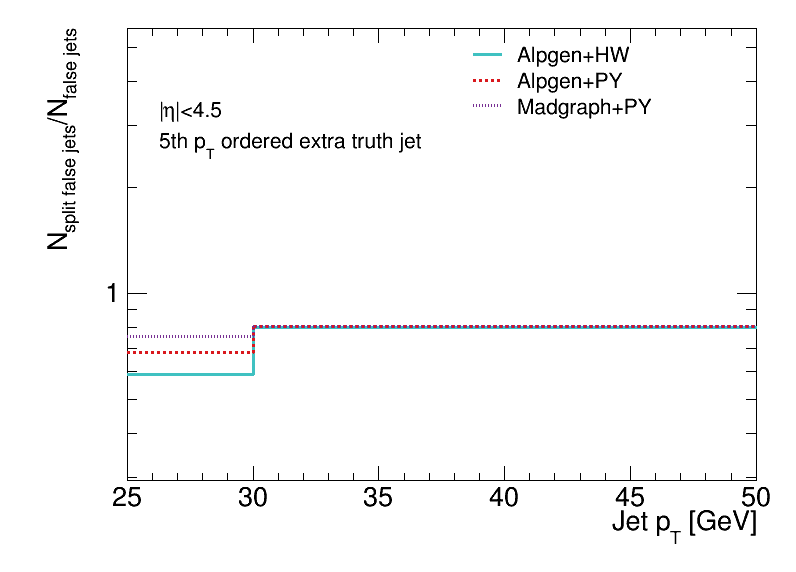 N_split false jets/N_false jets
Alpgen+HW
Alpgen+PY
Madgraph+PY
|η|<4.5
5th p_T ordered extra truth jet
1
25 30 35 40 45 50
Jet p_T [GeV]